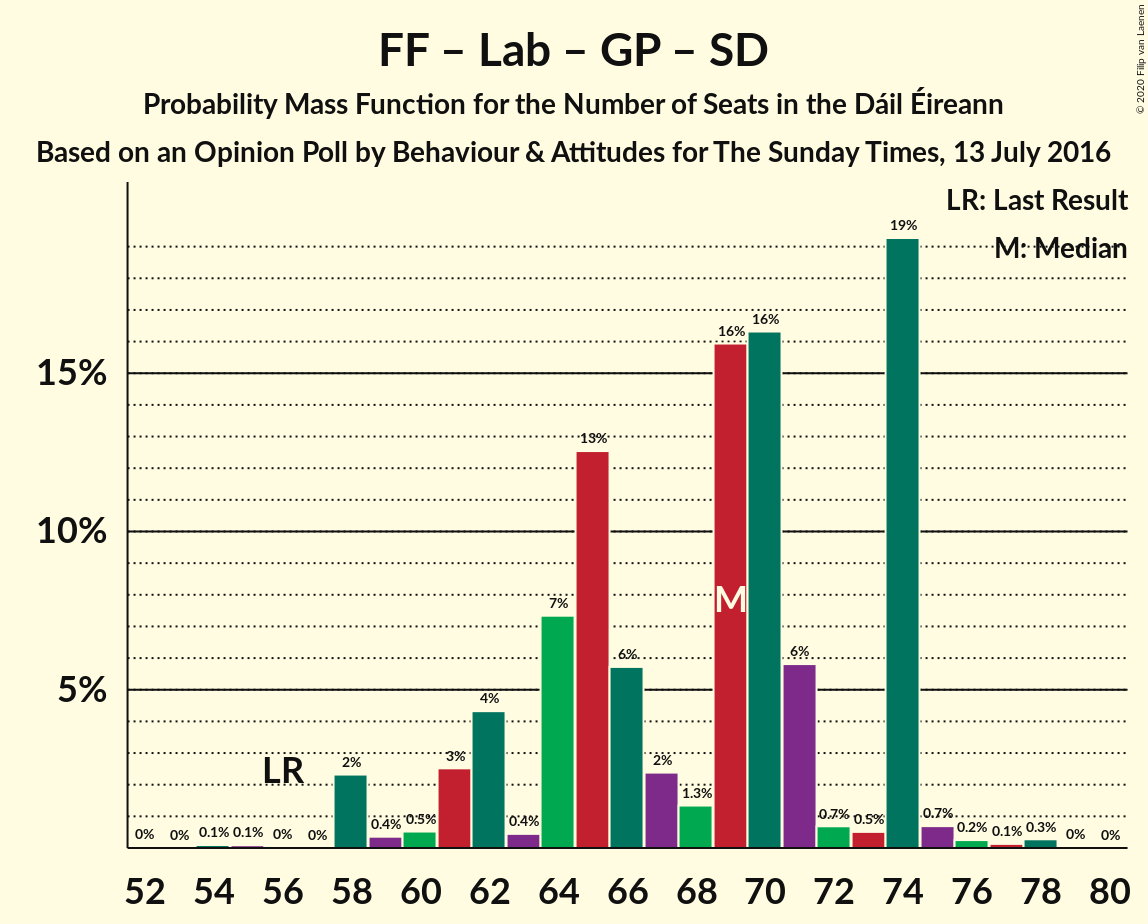 FF – Lab – GP – SD
Probability Mass Function for the Number of Seats in the Dáil Éireann
Based on an Opinion Poll by Behaviour & Attitudes for The Sunday Times, 13 July 2016
© 2020 Filip van Laenen
LR: Last Result
M: Median
15%
10%
5%
0% 0% 0.1% 0.1% 0% 0% 2% 0.4% 0.5% 3% 4% 0.4% 7% 13% 6% 2% 1.3% 16% 16% 6% 0.7% 0.5% 19% 0.7% 0.2% 0.1% 0.3% 0% 0%
LR
M
52 54 56 58 60 62 64 66 68 70 72 74 76 78 80